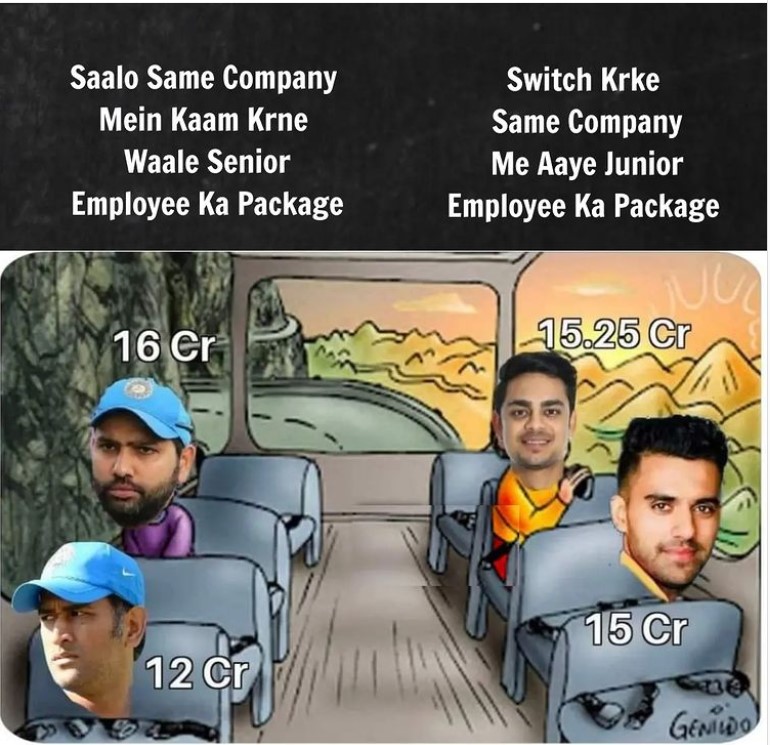 Saalo Same Company
Mein Kaam Krne
Waale Senior
Employee Ka Package
Switch Krke
Same Company
Me Aaye Junior
Employee Ka Package
16 Cr
15.25 Cr
15 Cr
12 Cr
GENILDO